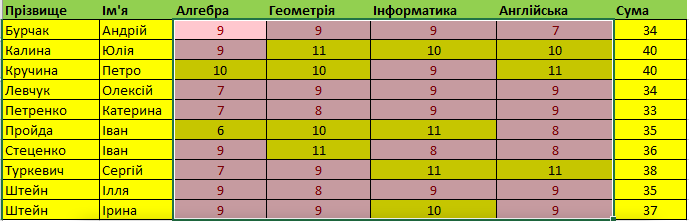 Прізвище Ім'я Алгебра Геометрія Інформатика Англійська Сума
Бурчак Андрій 9 9 9 7 34
Калина Юлія 9 11 10 10 40
Кручина Петро 10 10 9 11 40
Левчук Олексій 7 9 9 9 34
Петренко Катерина 7 8 9 9 33
Пройда Іван 6 10 11 8 35
Стеценко Іван 9 11 8 8 36
Туркевич Сергій 7 9 11 11 38
Штейн Ілля 9 8 9 9 35
Штейн Ірина 9 9 10 9 37